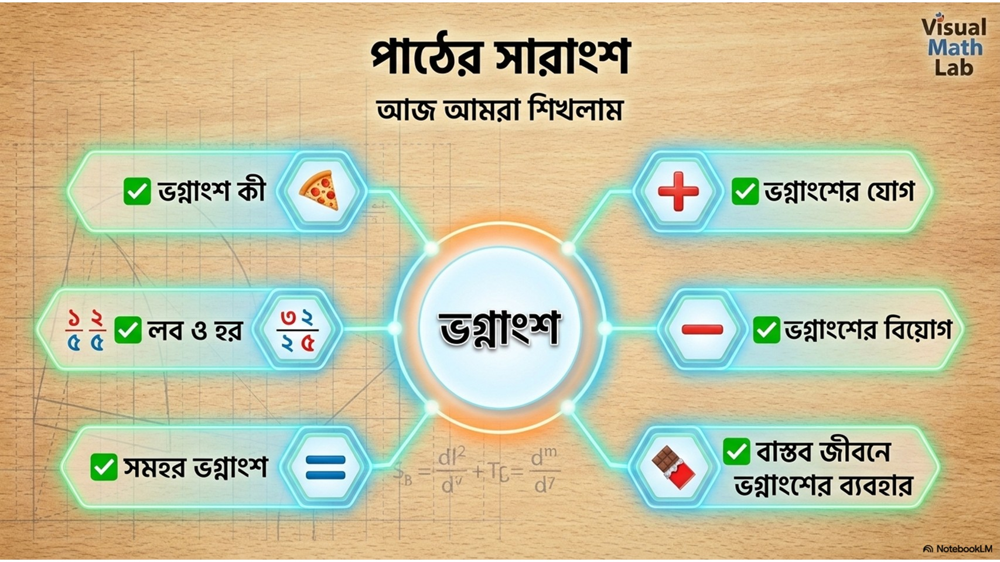 Visual
Math
Lab
পাঠের সারাংশ
আজ আমরা শিখলাম
✅ ভগ্নাংশ কী
✅ ভগ্নাংশের যোগ
১/৫ ২/৫ ✅ লব ও হর
৩ ২
২ ৫
ভগ্নাংশ
✅ ভগ্নাংশের বিয়োগ
✅ সমহর ভগ্নাংশ
✅ বাস্তব জীবনে
ভগ্নাংশের ব্যবহার
NotebookLM